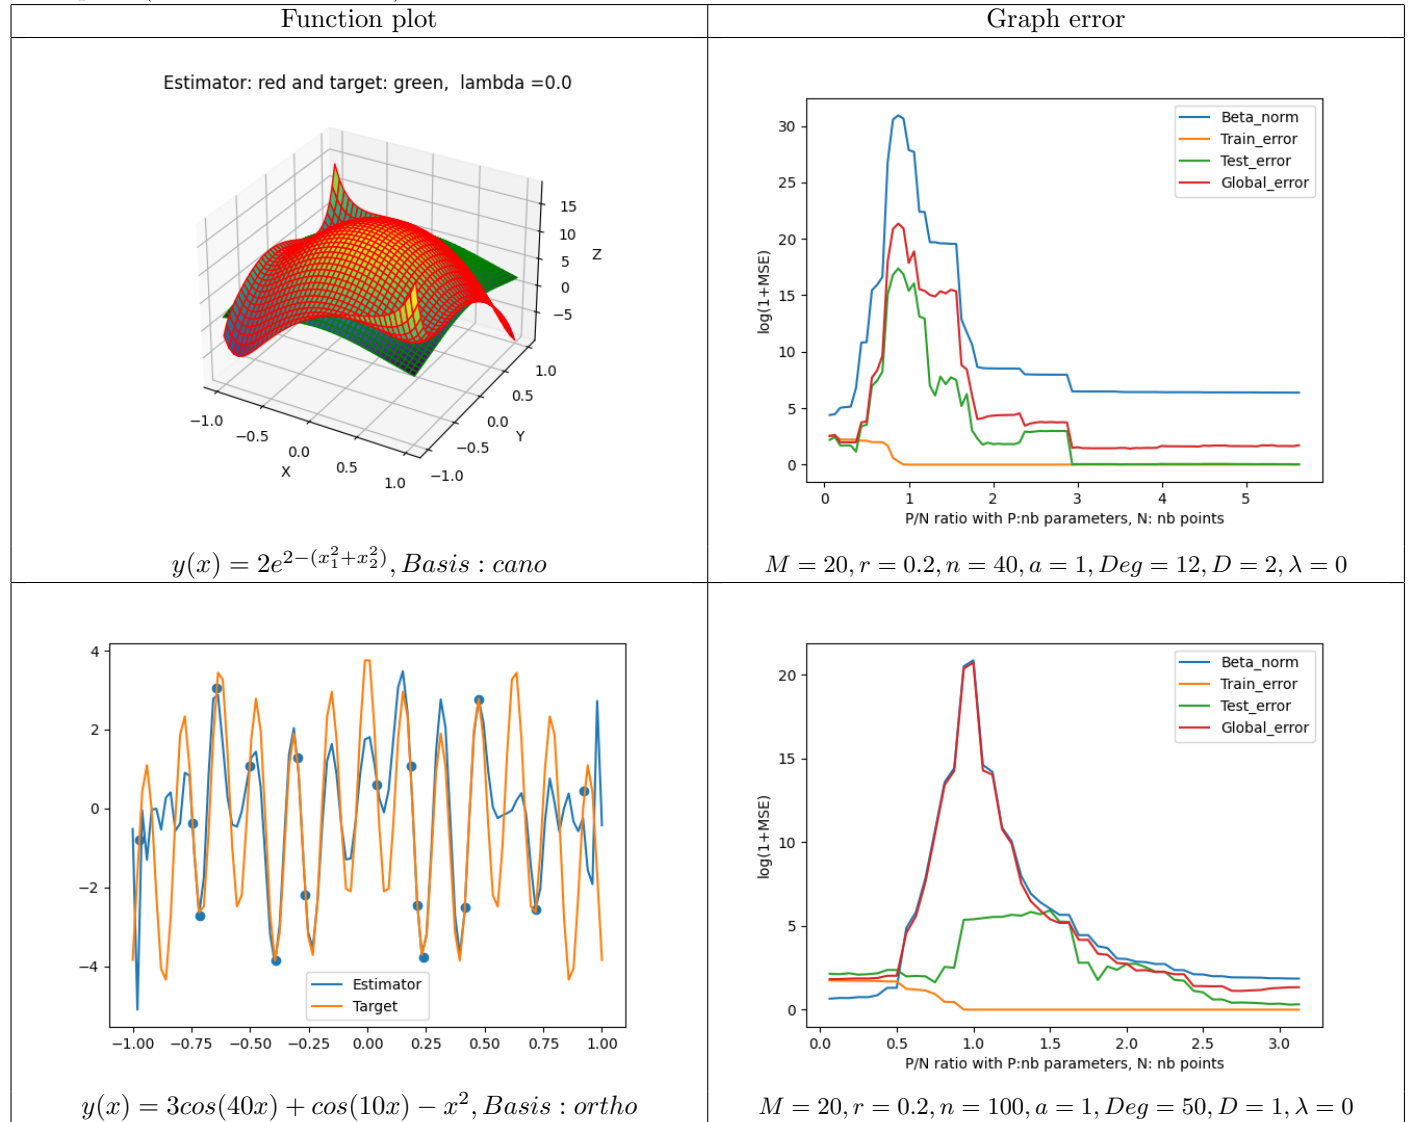 Function plot
Graph error
Estimator: red and target: green,  lambda =0.0
15
10
5
0
−5
Z
−1.0
−0.5
0.0
0.5
1.0
X
−1.0
−0.5
0.0
0.5
1.0
Y
y(x) = 2e^{2−(x_1^2+x_2^2)}, Basis : cano
Beta_norm
Train_error
Test_error
Global_error
30
25
20
15
10
5
0
log(1+MSE)
0 1 2 3 4 5
P/N ratio with P:nb parameters, N: nb points
M = 20, r = 0.2, n = 40, a = 1, Deg = 12, D = 2, λ = 0
4
2
0
−2
−4
Estimator
Target
−1.00 −0.75 −0.50 −0.25 0.00 0.25 0.50 0.75 1.00
y(x) = 3cos(40x) + cos(10x) − x², Basis : ortho
Beta_norm
Train_error
Test_error
Global_error
20
15
10
5
0
log(1+MSE)
0.0 0.5 1.0 1.5 2.0 2.5 3.0
P/N ratio with P:nb parameters, N: nb points
M = 20, r = 0.2, n = 100, a = 1, Deg = 50, D = 1, λ = 0